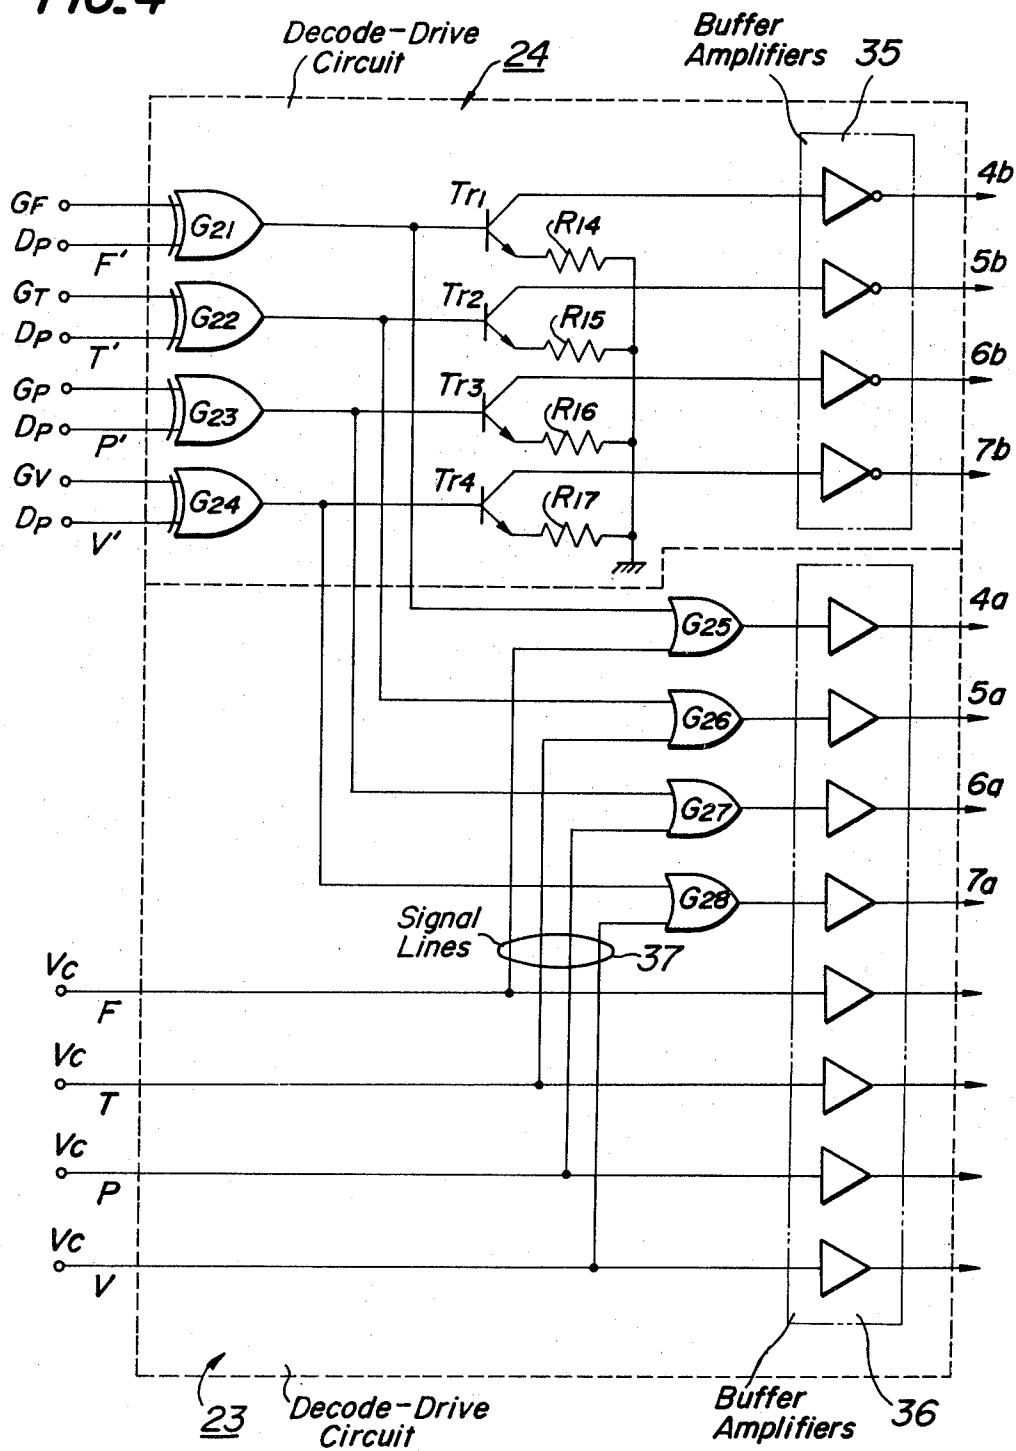 FIG.4
Decode-Drive
Circuit
24
Buffer
Amplifiers
35
GF
DP
F'
G21
Tr1
R14
4b
GT
DP
T'
G22
Tr2
R15
5b
GP
DP
P'
G23
Tr3
R16
6b
GV
DP
V'
G24
Tr4
R17
7b
G25
4a
G26
5a
G27
6a
G28
7a
Signal
Lines
37
Vc
F
Vc
T
Vc
P
Vc
V
23
Decode-Drive
Circuit
Buffer
Amplifiers
36